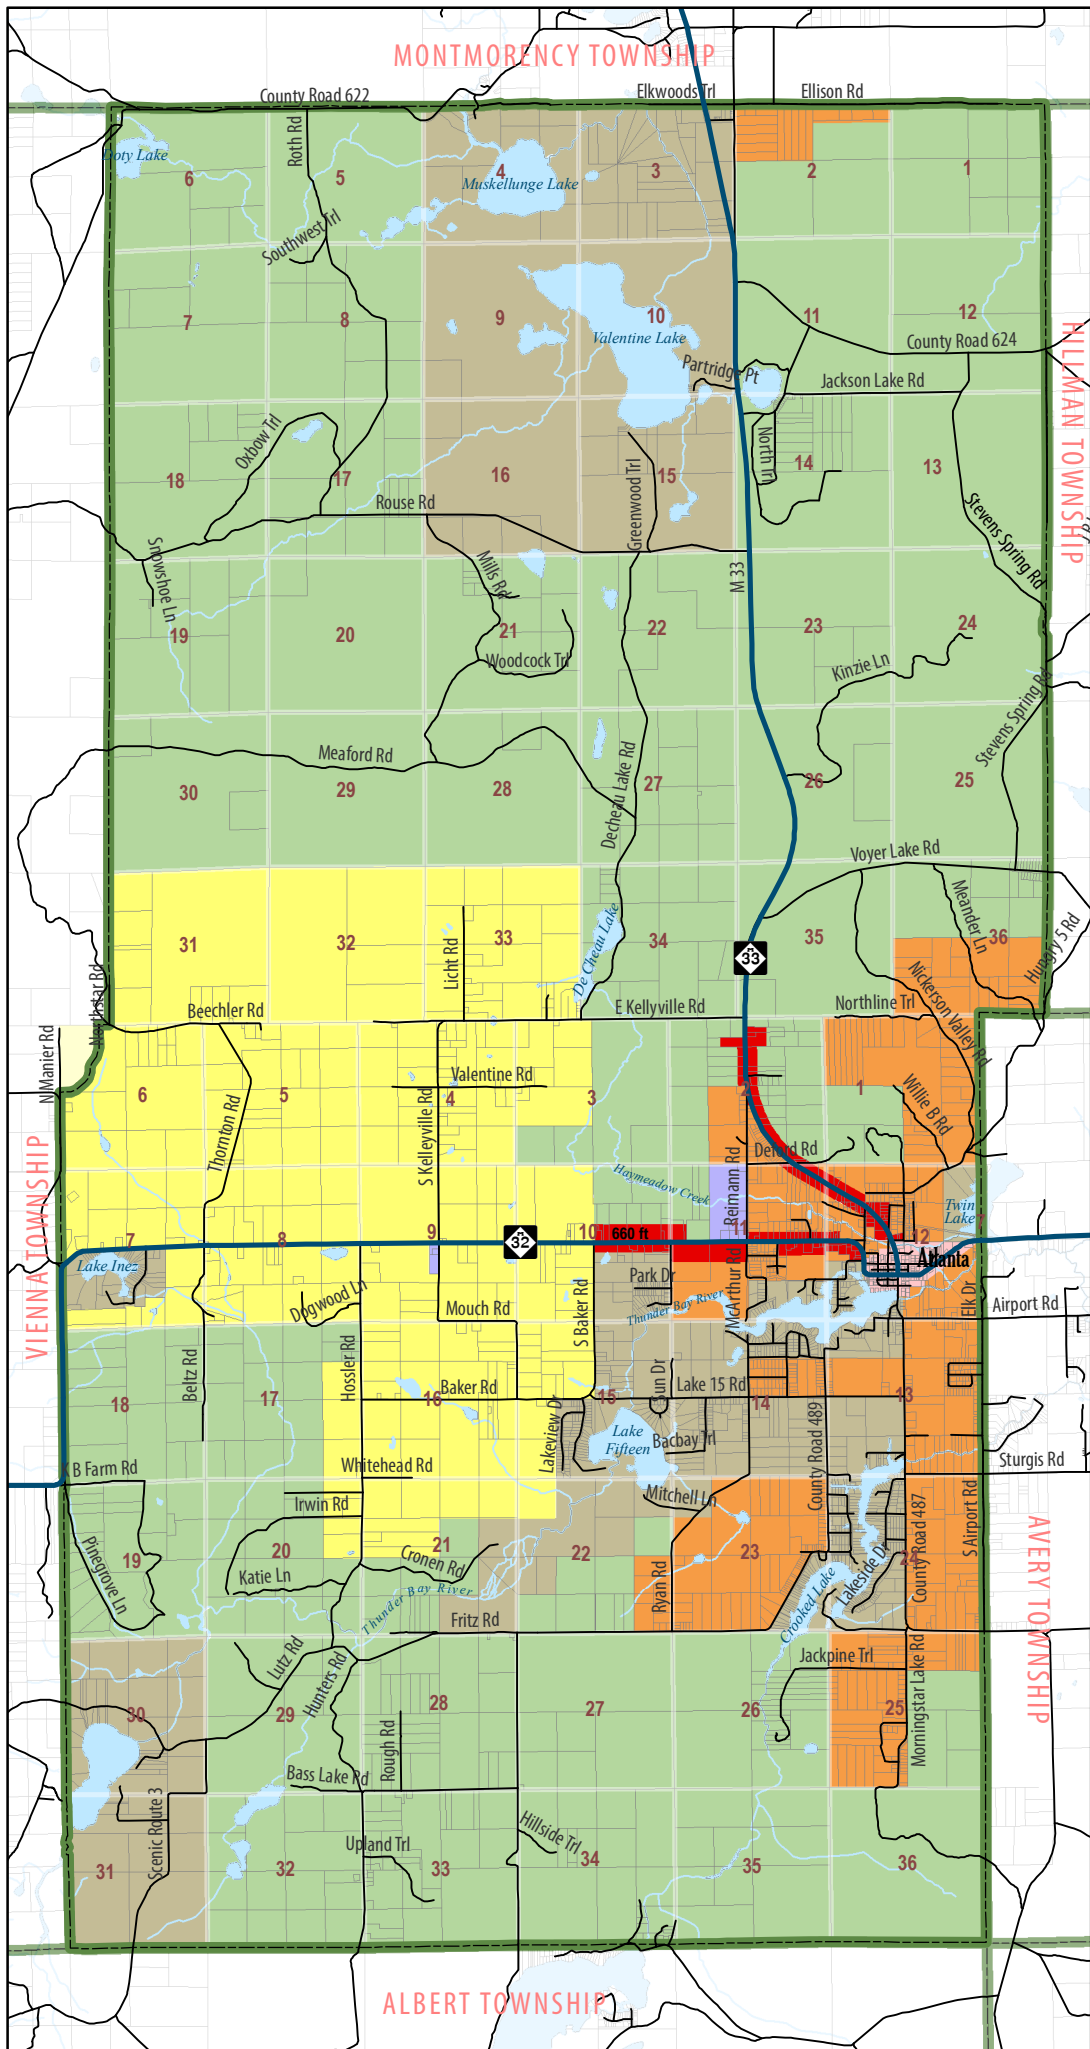 MONTMORENCY TOWNSHIP
County Road 622
Elkwoods Trl
Ellison Rd
Roth Rd
Muskellunge Lake
6
5
4
3
2
1
Southwest Trl
7
8
9
10
11
12
Valentine Lake
County Road 624
Partridge Pt
Jackson Lake Rd
HILLMAN TOWNSHIP
Oxbow Trl
North Trl
18
17
16
15
14
13
Rouse Rd
Greenwood Trl
Stevens Spring Rd
Snowshoe Ln
Mills Rd
M 33
19
20
21
22
23
24
Woodcock Trl
Kinzie Ln
Stevens Spring Rd
Meaford Rd
Decheau Lake Rd
30
29
28
27
26
25
Voyer Lake Rd
Meander Ln
31
32
33
34
35
36
Licht Rd
De Cheau Lake
M
33
Hungry 5 Rd
Northstar Rd
Nickerson Valley Rd
Beechler Rd
E Kellyville Rd
Northline Trl
N Manier Rd
Valentine Rd
6
5
4
3
2
1
Thornton Rd
S Kelleyville Rd
Willie B Rd
Deford Rd
Haymeadow Creek
Reimann Rd
Twin
Lake
VIENNA TOWNSHIP
7
8
9
10
660 ft
11
12
M
32
Atlanta
Lake Inez
Park Dr
McArthur Rd
Dogwood Ln
Mouch Rd
S Baker Rd
Thunder Bay River
Elk Dr
Airport Rd
Beltz Rd
Hossler Rd
Gun Dr
Lake 15 Rd
Baker Rd
18
17
16
15
14
13
Lakeview Dr
Lake
Fifteen
Bacbay Trl
County Road 489
B Farm Rd
Whitehead Rd
Sturgis Rd
Irwin Rd
Mitchell Ln
County Road 487
S Airport Rd
19
20
21
22
23
24
Pinegrove Ln
Cronen Rd
Katie Ln
Ryan Rd
Lakeside Dr
Crooked Lake
Thunder Bay River
Fritz Rd
AVERY TOWNSHIP
Lutz Rd
Hunters Rd
Jackpine Trl
Morningstar Lake Rd
30
29
28
27
26
25
Rough Rd
Bass Lake Rd
Scenic Route 3
Upland Trl
Hillside Trl
31
32
33
34
35
36
ALBERT TOWNSHIP